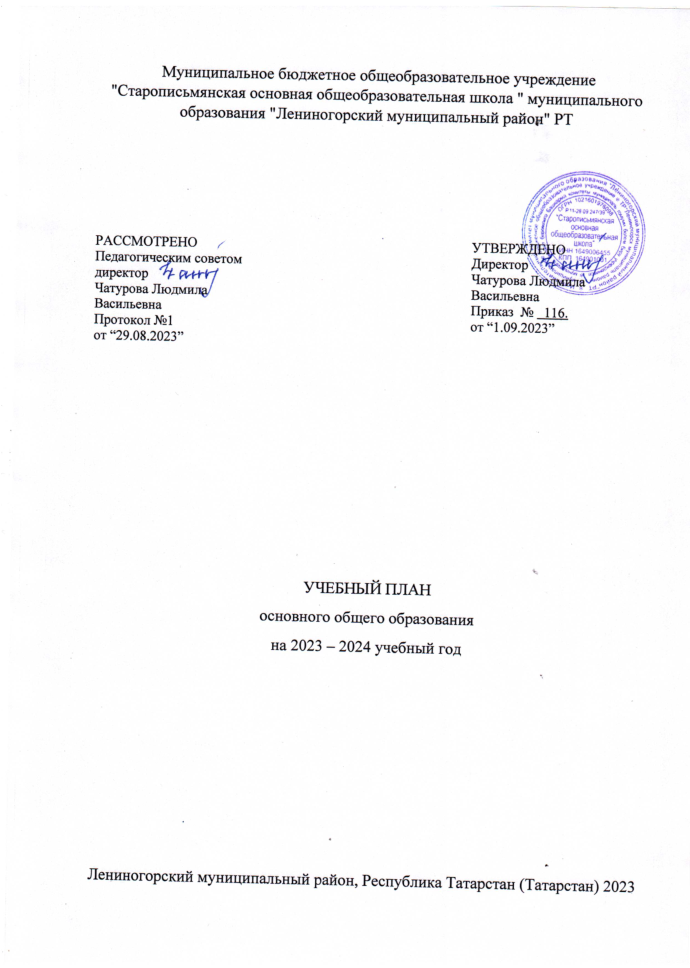 Муниципальное бюджетное общеобразовательное учреждение
"Старописьмянская основная общеобразовательная школа " муниципального
образования "Лениногорский муниципальный район" РТ
РАССМОТРЕНО
Педагогическим советом
директор
Чатурова Людмила
Васильевна
Протокол №1
от “29.08.2023”
"Старописьмянская
основная
общеобразовательная
школа"
УТВЕРЖДЕНО
Директор
Чатурова Людмила
Васильевна
Приказ № 116.
от “1.09.2023”
УЧЕБНЫЙ ПЛАН
основного общего образования
на 2023 – 2024 учебный год
Лениногорский муниципальный район, Республика Татарстан (Татарстан) 2023